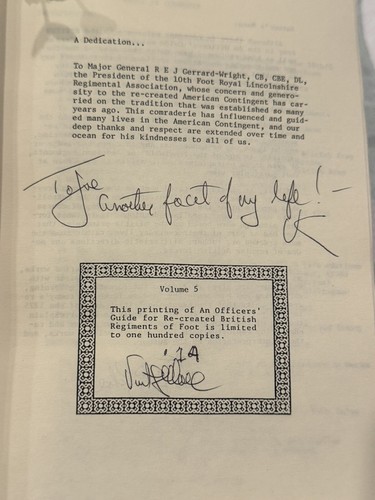 A Dedication...
To Major General R E J Gerrard-Wright, CB, CBE, DL,
the President of the 10th Foot Royal Lincolnshire
Regimental Association, whose concern and genero-
sity to the re-created American Contingent has car-
ried on the tradition that was established so many
years ago. This comraderie has influenced and guid-
ed many lives in the American Contingent, and our
deep thanks and respect are extended over time and
ocean for his kindnesses to all of us.
To Joe
another facet of my life! -
Volume 5
This printing of An Officers'
Guide for Re-created British
Regiments of Foot is limited
to one hundred copies.